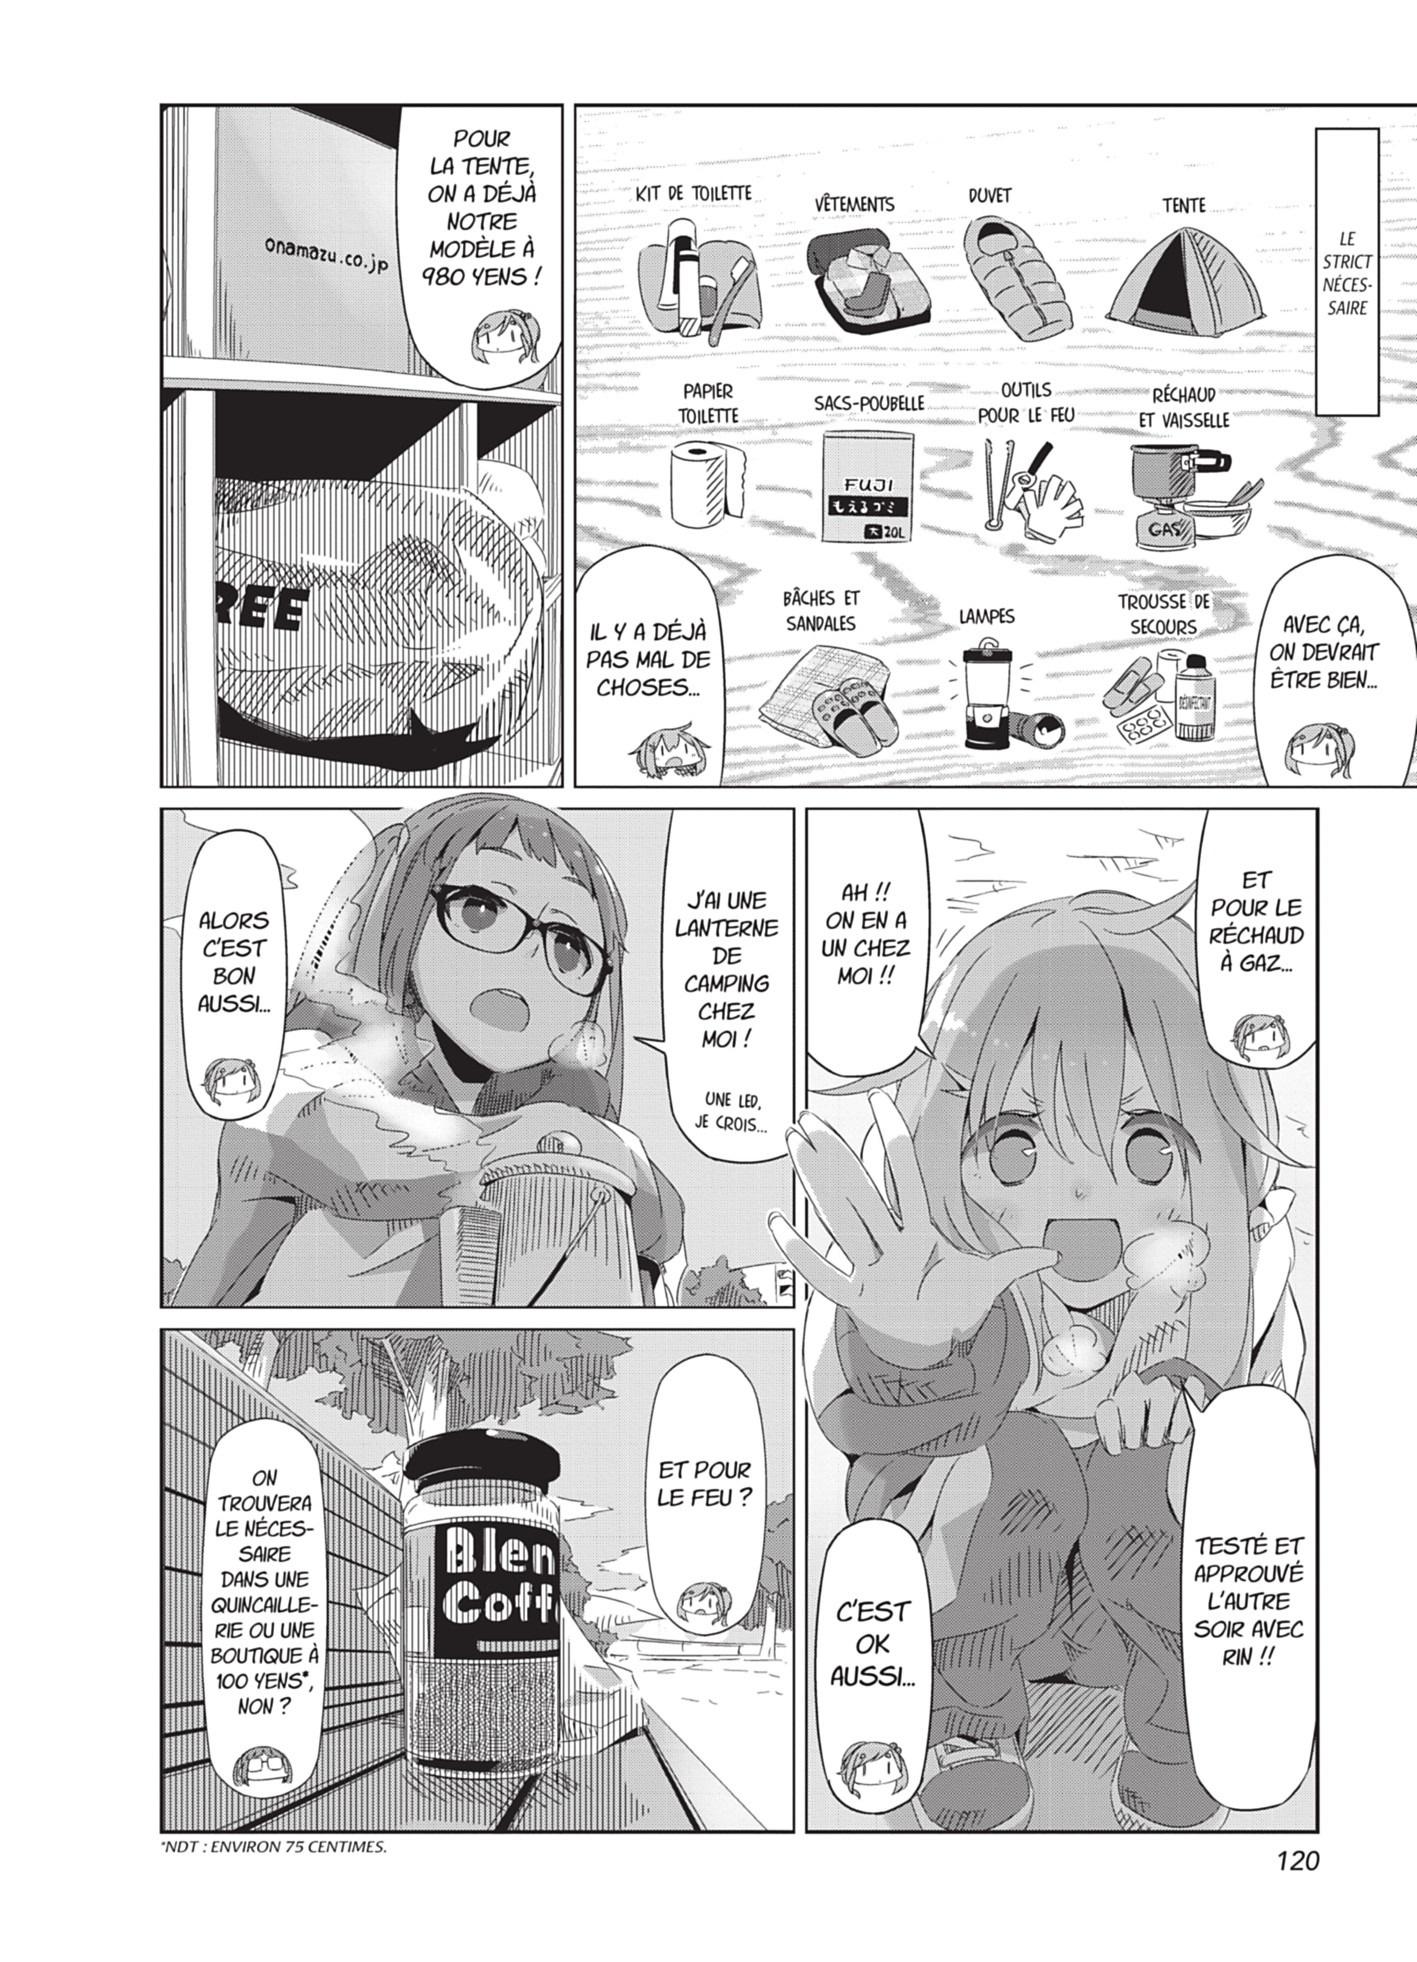 LE
STRICT
NÉCES-
SAIRE
TENTE
DUVET
VÊTEMENTS
KIT DE TOILETTE
RÉCHAUD
ET VAISSELLE
GAS
OUTILS
POUR LE FEU
SACS-POUBELLE
FUJI
もえるゴミ
大 20L
PAPIER
TOILETTE
TROUSSE DE
SECOURS
DÉSINFECTANT
LAMPES
BÂCHES ET
SANDALES
AVEC ÇA,
ON DEVRAIT
ÊTRE BIEN...
IL Y A DÉJÀ
PAS MAL DE
CHOSES...
POUR
LA TENTE,
ON A DÉJÀ
NOTRE
MODÈLE À
980 YENS !
onamazu.co.jp
REE
ET
POUR LE
RÉCHAUD
À GAZ...
AH !!
ON EN A
UN CHEZ
MOI !!
TESTÉ ET
APPROUVÉ
L'AUTRE
SOIR AVEC
RIN !!
C'EST
OK
AUSSI...
J'AI UNE
LANTERNE
DE
CAMPING
CHEZ
MOI !
UNE LED,
JE CROIS...
ALORS
C'EST
BON
AUSSI...
ET POUR
LE FEU ?
Blen
Coff
ON
TROUVERA
LE NÉCES-
SAIRE
DANS UNE
QUINCAILLE-
RIE OU UNE
BOUTIQUE À
100 YENS*,
NON ?
*NDT : ENVIRON 75 CENTIMES.
120